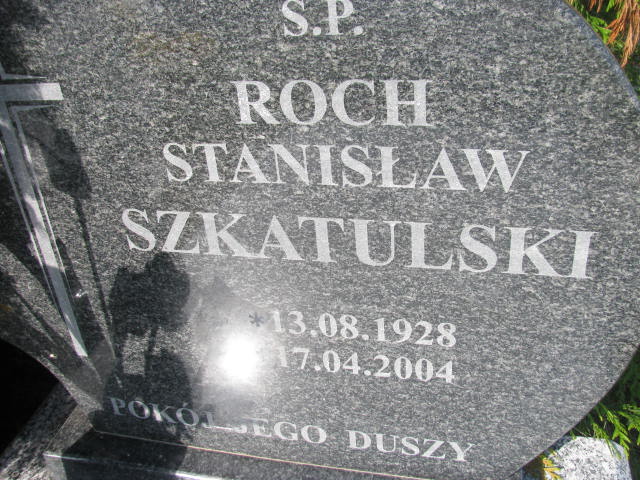 Ś.P.
ROCH
STANISŁAW
SZKATULSKI
*13.08.1928
17.04.2004
POKÓJ JEGO DUSZY